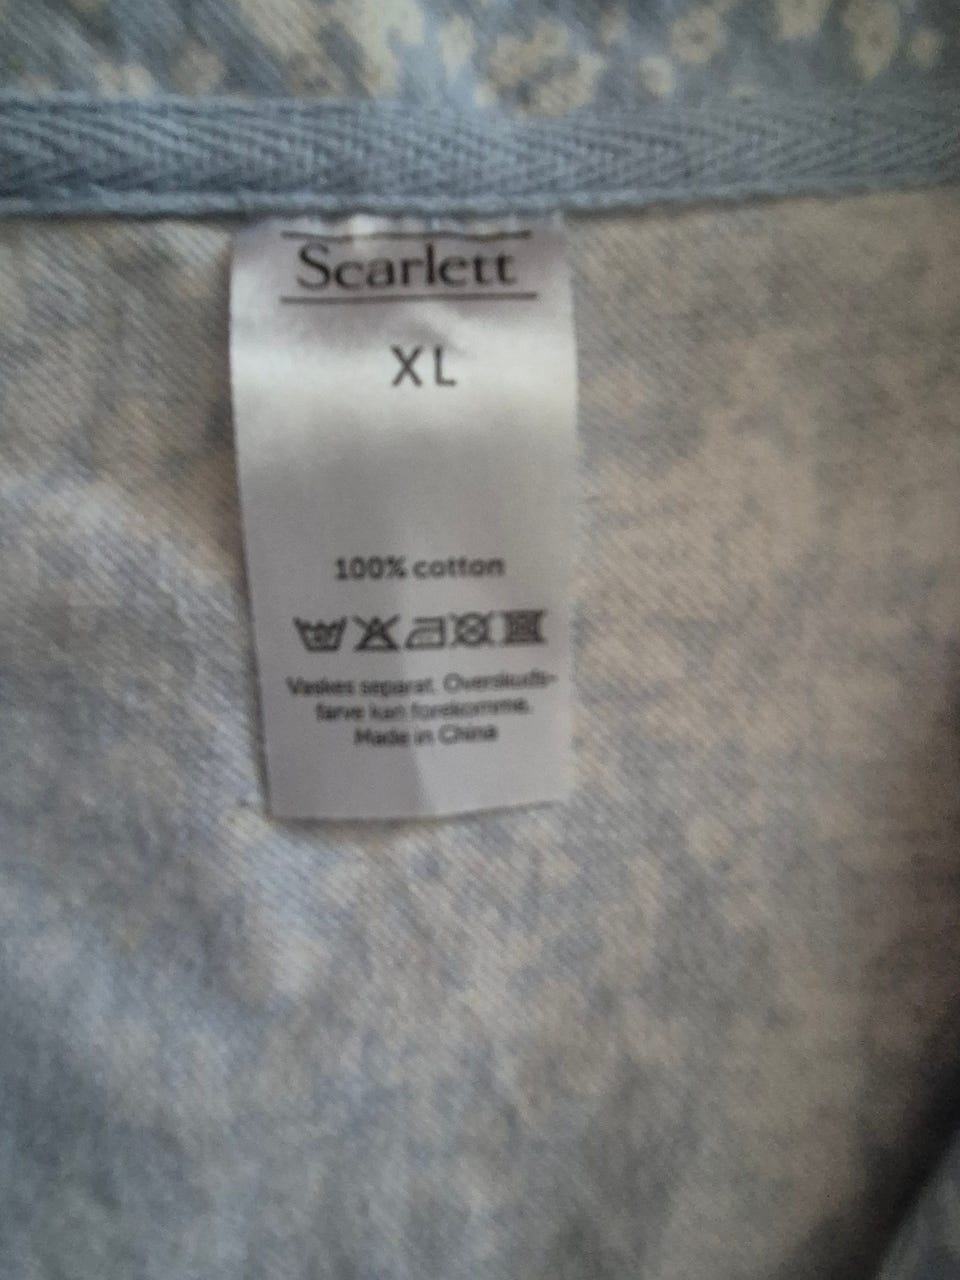 Scarlett
XL
100% cotton
Vaskes separat. Overskuds-
farve kan forekomme.
Made in China